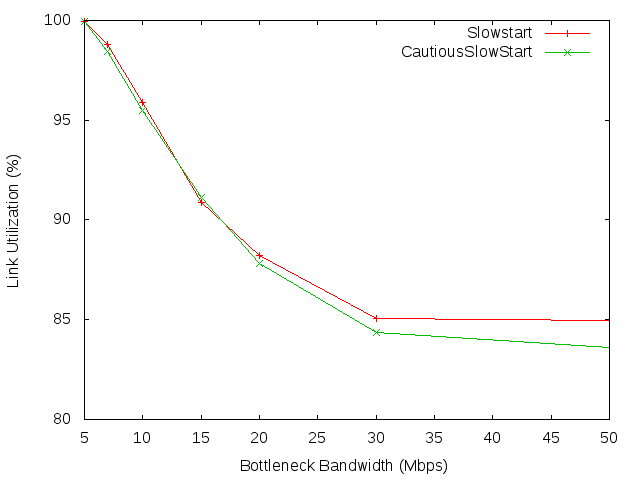 100
95
90
85
80
Link Utilization (%)
Slowstart
CautiousSlowStart
5 10 15 20 25 30 35 40 45 50
Bottleneck Bandwidth (Mbps)